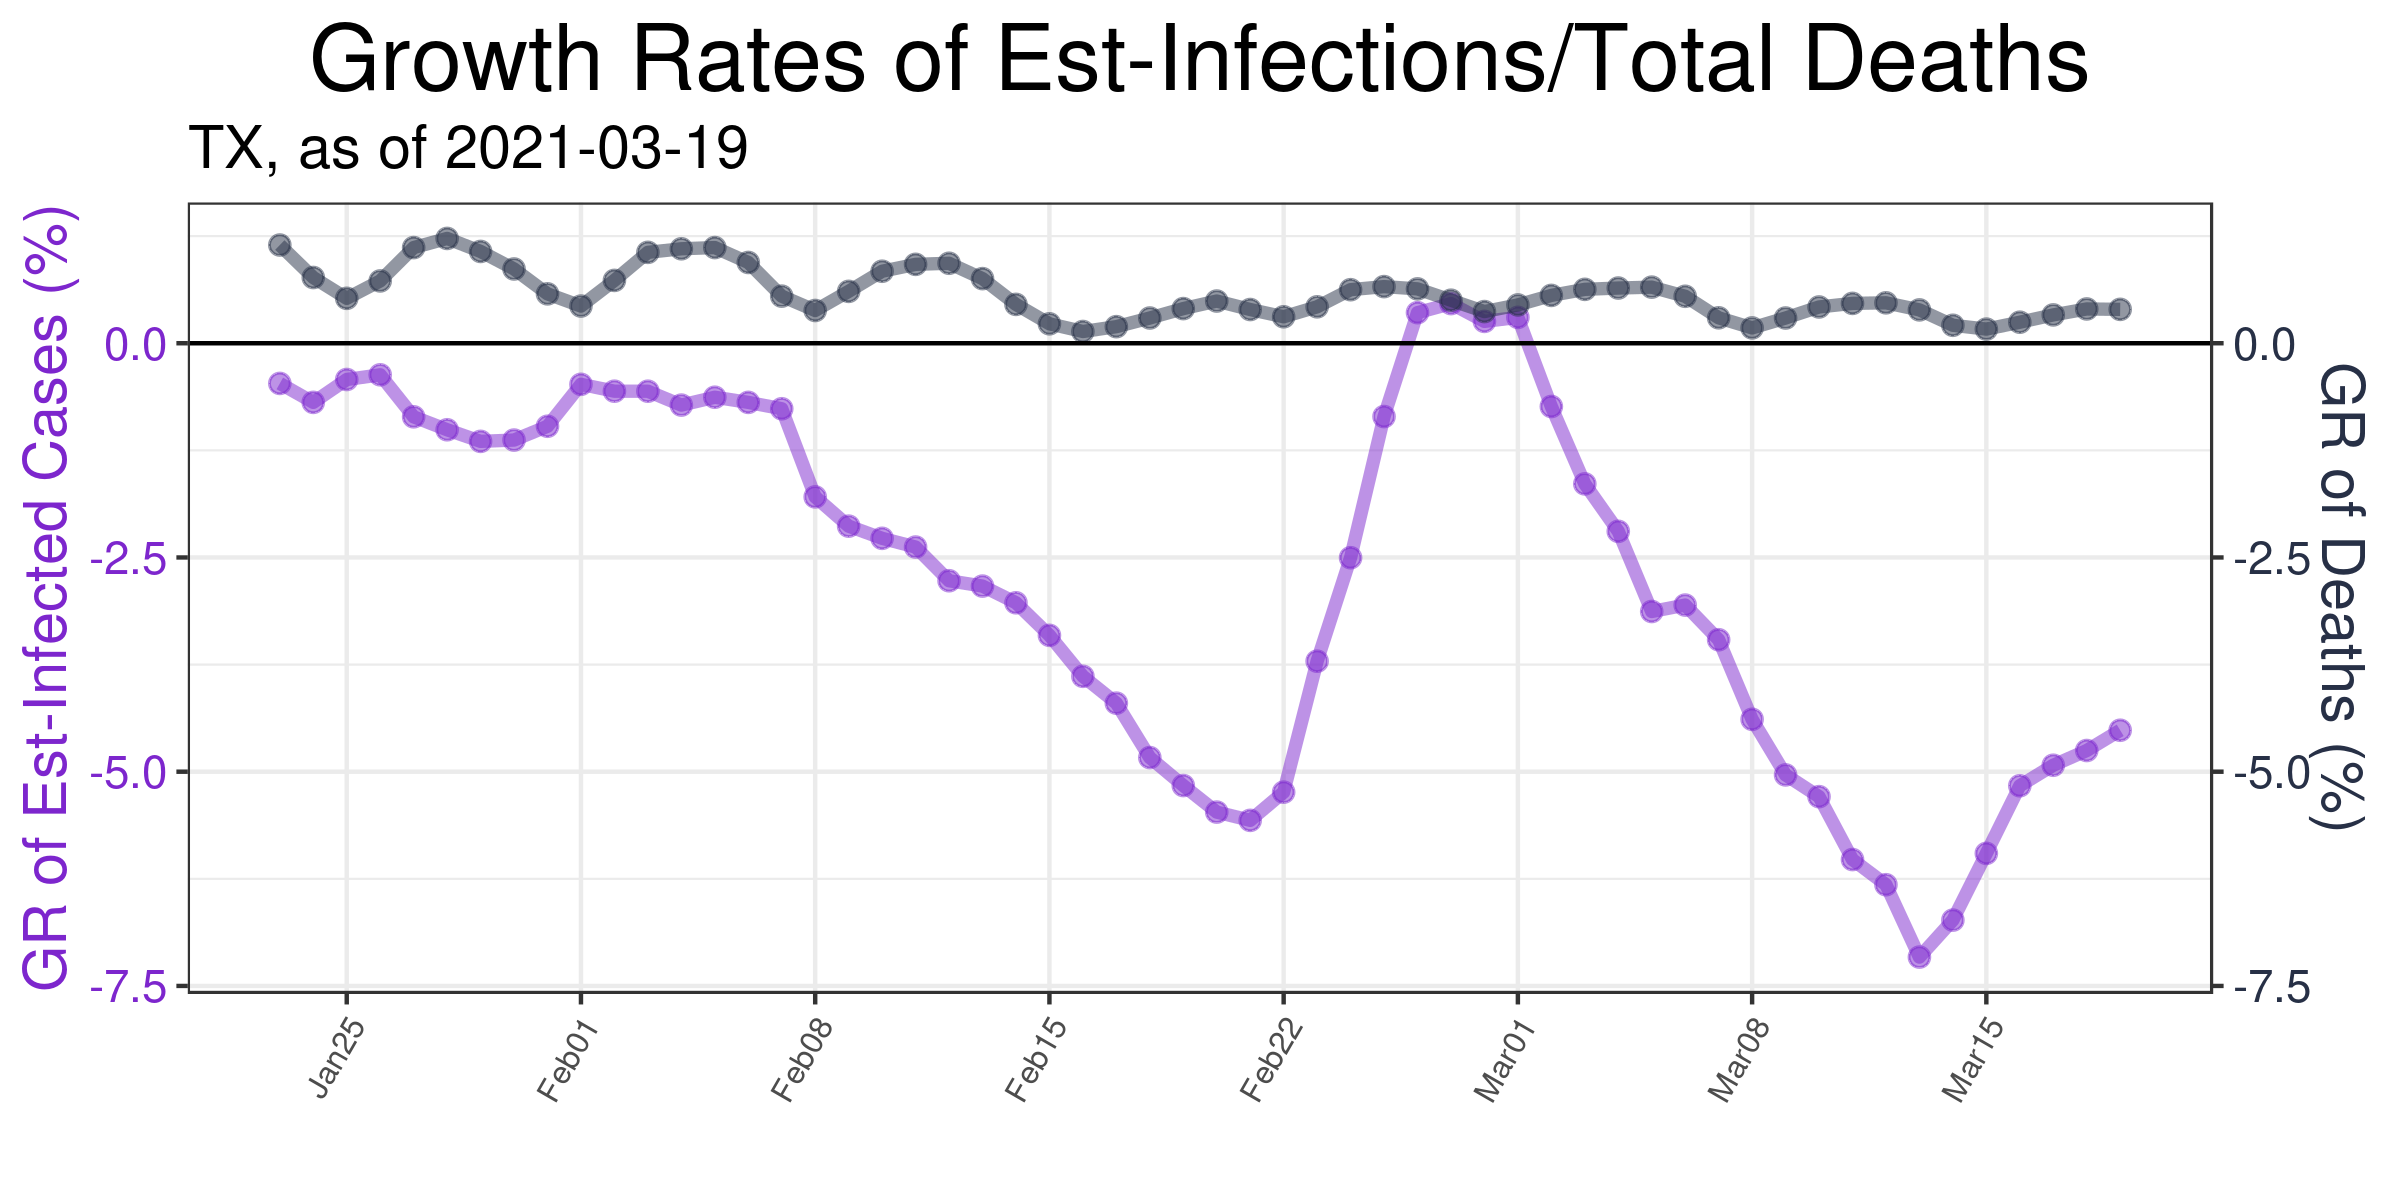 Growth Rates of Est-Infections/Total Deaths
TX, as of 2021-03-19
GR of Est-Infected Cases (%)
0.0
-2.5
-5.0
-7.5
0.0
-2.5
-5.0
-7.5
GR of Deaths (%)
Jan25
Feb01
Feb08
Feb15
Feb22
Mar01
Mar08
Mar15